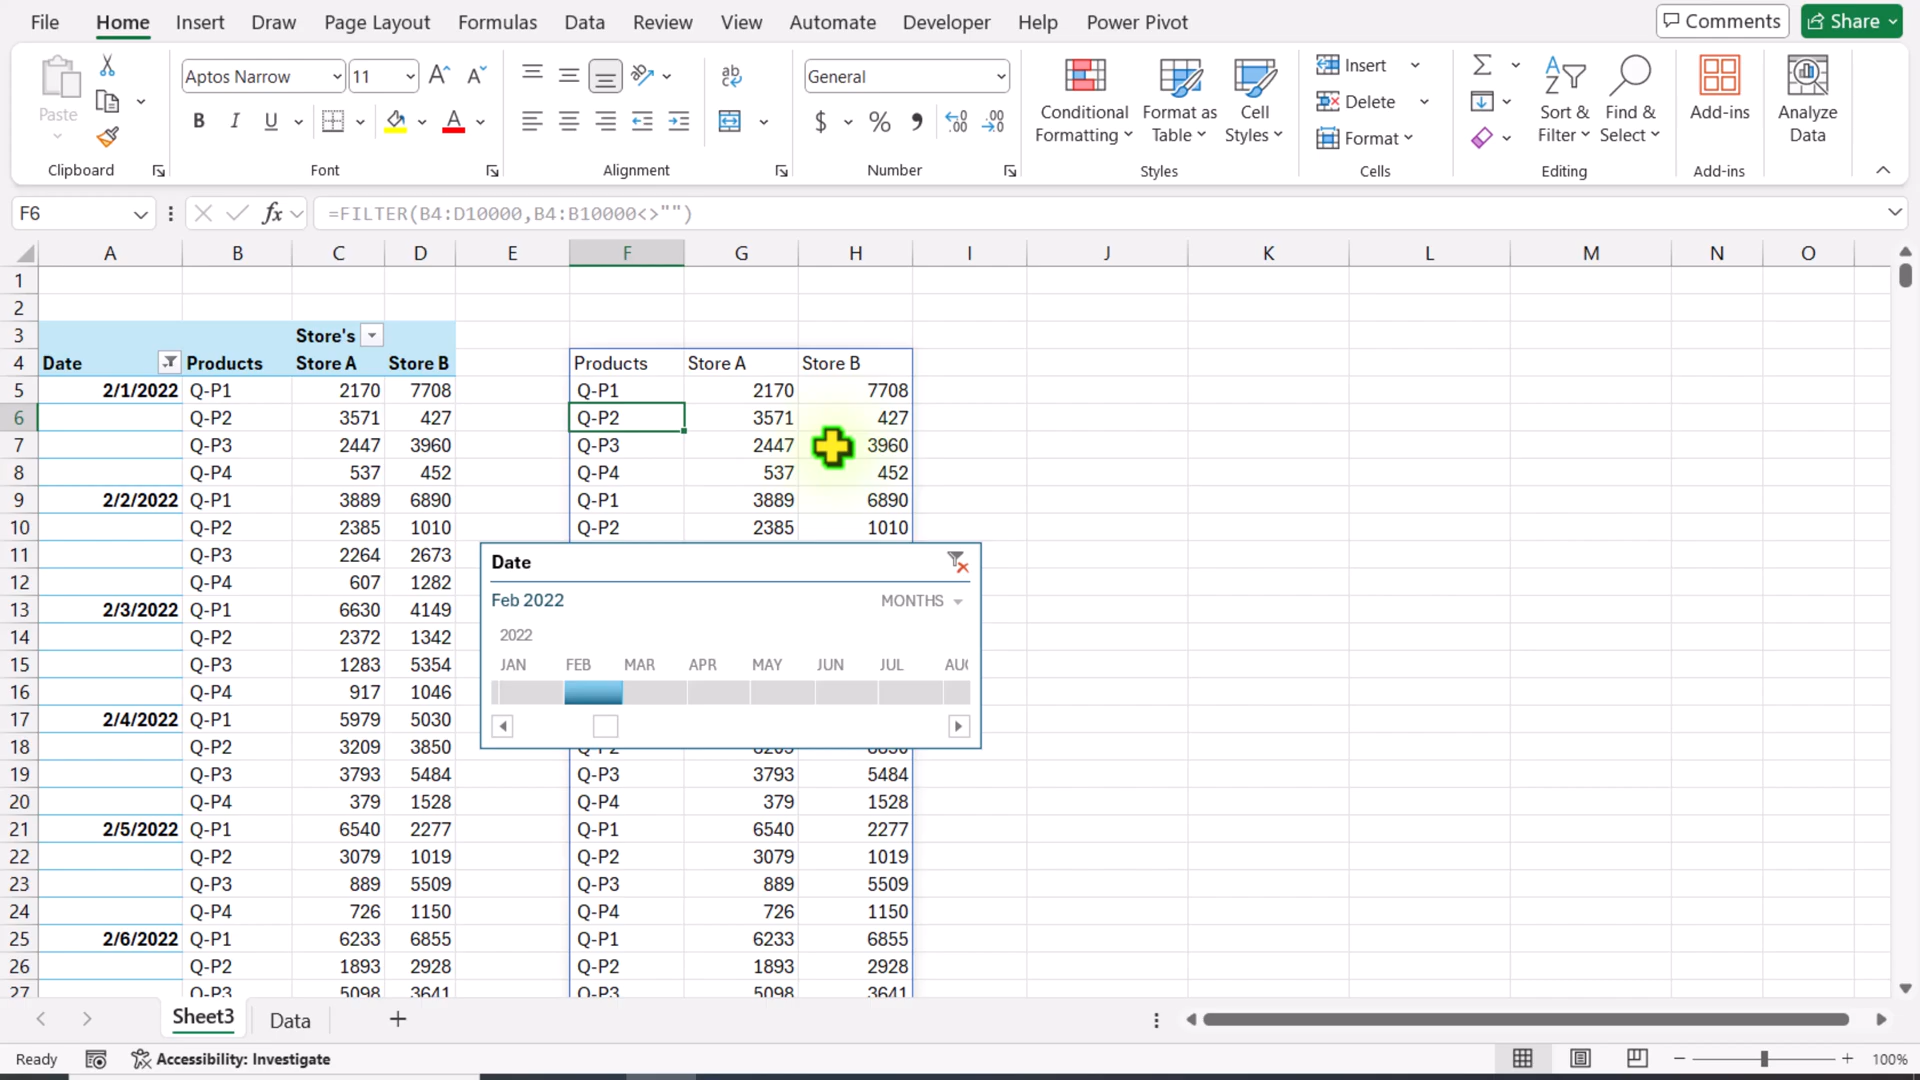 File Home Insert Draw Page Layout Formulas Data Review View Automate Developer Help Power Pivot Comments Share
Paste
Clipboard
Aptos Narrow 11
B I U A
Font
ab
Alignment
General
$ % 9 .00
Number
Conditional Formatting
Format as Table
Cell Styles
Styles
Insert
Delete
Format
Cells
Sort & Filter
Find & Select
Editing
Add-ins
Add-ins
Analyze Data
F6 fx =FILTER(B4:D10000,B4:B10000<>"")
A B C D E F G H I J K L M N O
1
2
3 Store's
4 Date Products Store A Store B Products Store A Store B
5 2/1/2022 Q-P1 2170 7708 Q-P1 2170 7708
6 Q-P2 3571 427 Q-P2 3571 427
7 Q-P3 2447 3960 Q-P3 2447 3960
8 Q-P4 537 452 Q-P4 537 452
9 2/2/2022 Q-P1 3889 6890 Q-P1 3889 6890
10 Q-P2 2385 1010 Q-P2 2385 1010
11 Q-P3 2264 2673
12 Q-P4 607 1282
13 2/3/2022 Q-P1 6630 4149
14 Q-P2 2372 1342
15 Q-P3 1283 5354
16 Q-P4 917 1046
17 2/4/2022 Q-P1 5979 5030
18 Q-P2 3209 3850
19 Q-P3 3793 5484 Q-P3 3793 5484
20 Q-P4 379 1528 Q-P4 379 1528
21 2/5/2022 Q-P1 6540 2277 Q-P1 6540 2277
22 Q-P2 3079 1019 Q-P2 3079 1019
23 Q-P3 889 5509 Q-P3 889 5509
24 Q-P4 726 1150 Q-P4 726 1150
25 2/6/2022 Q-P1 6233 6855 Q-P1 6233 6855
26 Q-P2 1893 2928 Q-P2 1893 2928
27 Q-P3 5098 3641 Q-P3 5098 3641
Date
Feb 2022 MONTHS
2022
JAN FEB MAR APR MAY JUN JUL
Sheet3 Data
Ready Accessibility: Investigate 100%